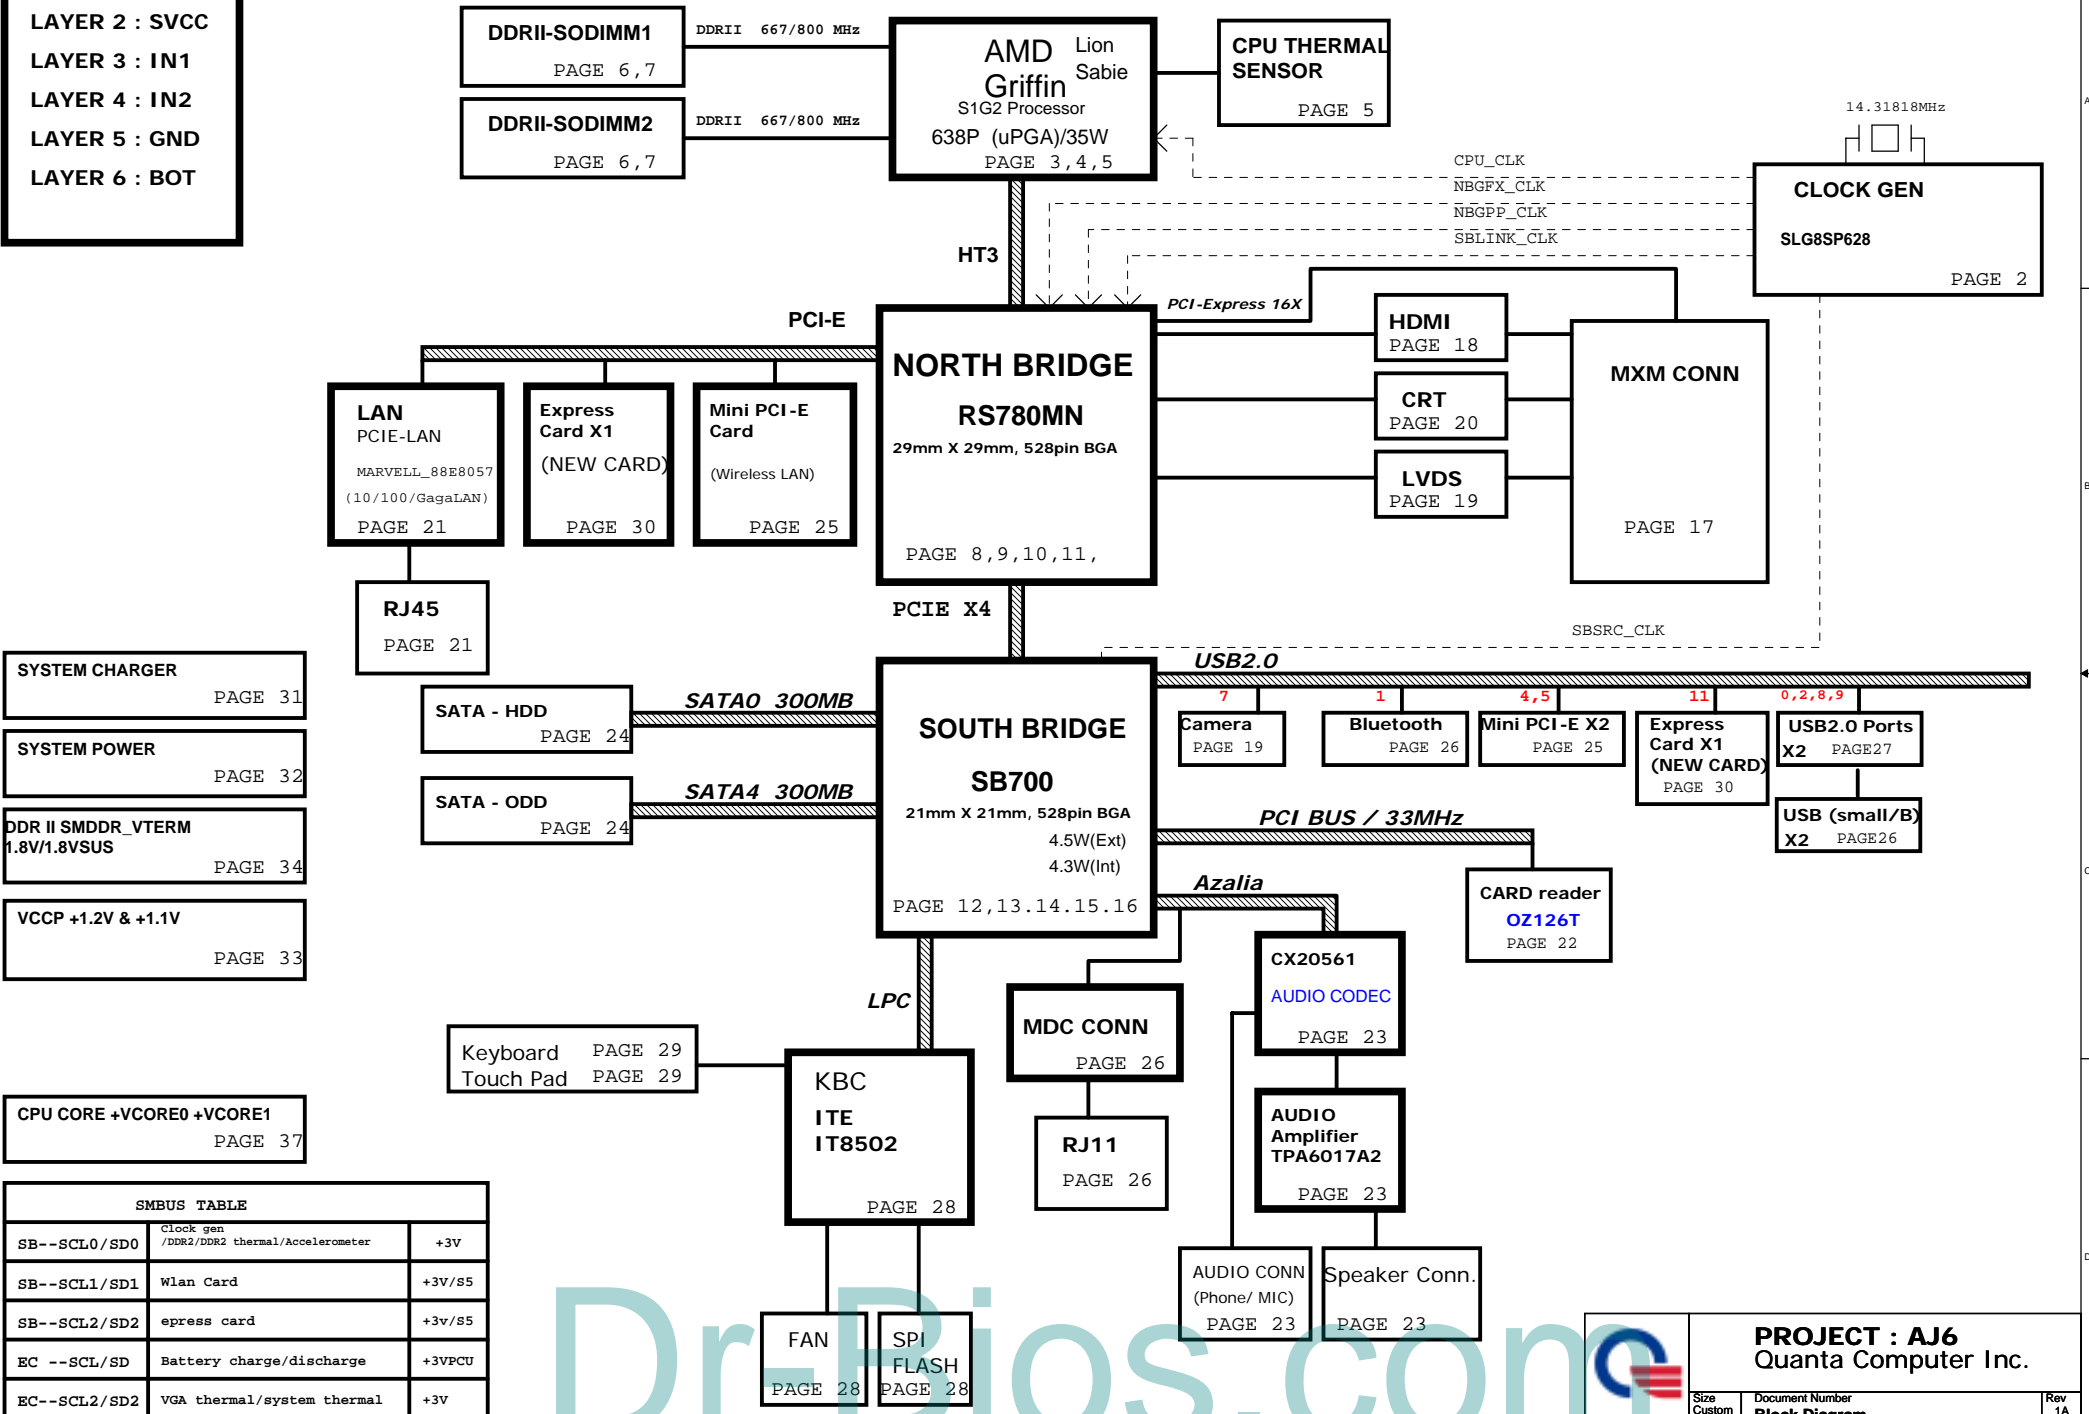 LAYER 2 : SVCC
LAYER 3 : IN1
LAYER 4 : IN2
LAYER 5 : GND
LAYER 6 : BOT
DDRII-SODIMM1
PAGE 6,7
DDRII 667/800 MHz
DDRII-SODIMM2
PAGE 6,7
DDRII 667/800 MHz
AMD Lion
Griffin Sabie
S1G2 Processor
638P (uPGA)/35W
PAGE 3,4,5
CPU THERMAL
SENSOR
PAGE 5
14.31818MHz
CPU_CLK
NBGFX_CLK
NBGPP_CLK
SBLINK_CLK
CLOCK GEN
SLG8SP628
PAGE 2
HT3
PCI-E
PCI-Express 16X
NORTH BRIDGE
RS780MN
29mm X 29mm, 528pin BGA
PAGE 8,9,10,11,
HDMI
PAGE 18
CRT
PAGE 20
LVDS
PAGE 19
MXM CONN
PAGE 17
LAN
PCIE-LAN
MARVELL_88E8057
(10/100/GagaLAN)
PAGE 21
Express
Card X1
(NEW CARD)
PAGE 30
Mini PCI-E
Card
(Wireless LAN)
PAGE 25
RJ45
PAGE 21
PCIE X4
SBSRC_CLK
SYSTEM CHARGER
PAGE 31
SYSTEM POWER
PAGE 32
DDR II SMDDR_VTERM
1.8V/1.8VSUS
PAGE 34
VCCP +1.2V & +1.1V
PAGE 33
CPU CORE +VCORE0 +VCORE1
PAGE 37
SATA - HDD
PAGE 24
SATA0 300MB
SATA - ODD
PAGE 24
SATA4 300MB
SOUTH BRIDGE
SB700
21mm X 21mm, 528pin BGA
4.5W(Ext)
4.3W(Int)
PAGE 12,13.14.15.16
USB2.0
7
1
4,5
11
0,2,8,9
Camera
PAGE 19
Bluetooth
PAGE 26
Mini PCI-E X2
PAGE 25
Express
Card X1
(NEW CARD)
PAGE 30
USB2.0 Ports
X2 PAGE27
USB (small/B)
X2 PAGE26
PCI BUS / 33MHz
CARD reader
OZ126T
PAGE 22
Azalia
CX20561
AUDIO CODEC
PAGE 23
MDC CONN
PAGE 26
RJ11
PAGE 26
AUDIO
Amplifier
TPA6017A2
PAGE 23
AUDIO CONN
(Phone/ MIC)
PAGE 23
Speaker Conn.
PAGE 23
LPC
Keyboard PAGE 29
Touch Pad PAGE 29
KBC
ITE
IT8502
PAGE 28
FAN
PAGE 28
SPI
FLASH
PAGE 28
SMBUS TABLE
SB--SCL0/SD0 Clock gen /DDR2/DDR2 thermal/Accelerometer +3V
SB--SCL1/SD1 Wlan Card +3V/S5
SB--SCL2/SD2 epress card +3v/S5
EC --SCL/SD Battery charge/discharge +3VPCU
EC--SCL2/SD2 VGA thermal/system thermal +3V
Dr-Bios.com
PROJECT : AJ6
Quanta Computer Inc.
Size
Custom
Document Number
Block Diagram
Rev
1A
A
B
C
D